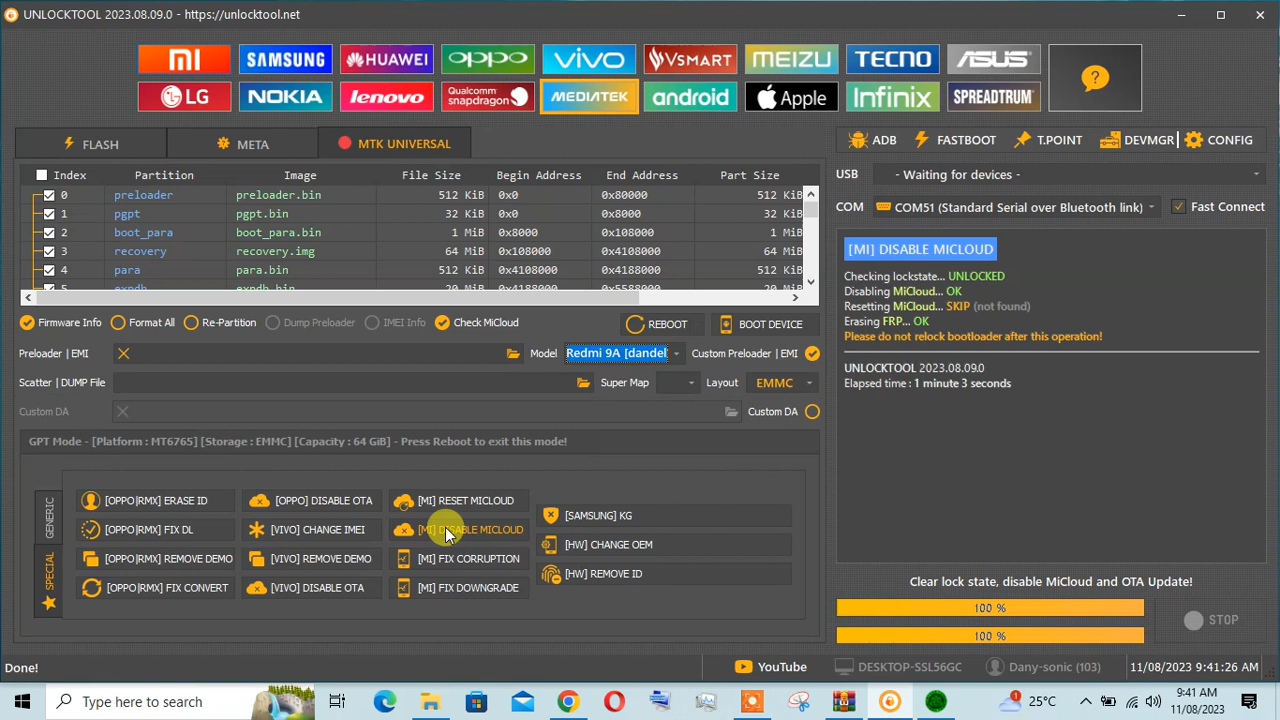 UNLOCKTOOL 2023.08.09.0 - https://unlocktool.net
mi SAMSUNG HUAWEI oppo vivo VSMART MEIZU TECNO ASUS
LG NOKIA lenovo Qualcomm snapdragon MEDIATEK android Apple Infinix SPREADTRUM ?
FLASH META MTK UNIVERSAL
ADB FASTBOOT T.POINT DEVMGR CONFIG
Index Partition Image File Size Begin Address End Address Part Size
0 preloader preloader.bin 512 KiB 0x0 0x80000 512 KiB
1 pgpt pgpt.bin 32 KiB 0x0 0x8000 32 KiB
2 boot_para boot_para.bin 1 MiB 0x8000 0x108000 1 MiB
3 recovery recovery.img 64 MiB 0x108000 0x4108000 64 MiB
4 para para.bin 512 KiB 0x4108000 0x4188000 512 KiB
5 expdb expdb.bin 20 MiB 0x4188000 0x5588000 20 MiB
USB - Waiting for devices -
COM COM51 (Standard Serial over Bluetooth link) Fast Connect
Firmware Info Format All Re-Partition Dump Preloader IMEI Info Check MiCloud REBOOT BOOT DEVICE
Preloader | EMI Model Redmi 9A [dandel Custom Preloader | EMI
Scatter | DUMP File Super Map Layout EMMC
Custom DA Custom DA
GPT Mode - [Platform : MT6765] [Storage : EMMC] [Capacity : 64 GiB] - Press Reboot to exit this mode!
GENERIC
SPECIAL
[OPPO|RMX] ERASE ID [OPPO] DISABLE OTA [MI] RESET MICLOUD
[SAMSUNG] KG
[OPPO|RMX] FIX DL [VIVO] CHANGE IMEI [MI] DISABLE MICLOUD
[HW] CHANGE OEM
[OPPO|RMX] REMOVE DEMO [VIVO] REMOVE DEMO [MI] FIX CORRUPTION
[HW] REMOVE ID
[OPPO|RMX] FIX CONVERT [VIVO] DISABLE OTA [MI] FIX DOWNGRADE
[MI] DISABLE MICLOUD
Checking lockstate... UNLOCKED
Disabling MiCloud... OK
Resetting MiCloud... SKIP (not found)
Erasing FRP... OK
Please do not relock bootloader after this operation!
UNLOCKTOOL 2023.08.09.0
Elapsed time : 1 minute 3 seconds
Clear lock state, disable MiCloud and OTA Update!
100 %
100 %
STOP
Done! YouTube DESKTOP-SSL56GC Dany-sonic (103) 11/08/2023 9:41:26 AM
Type here to search 1 25°C 9:41 AM
11/08/2023